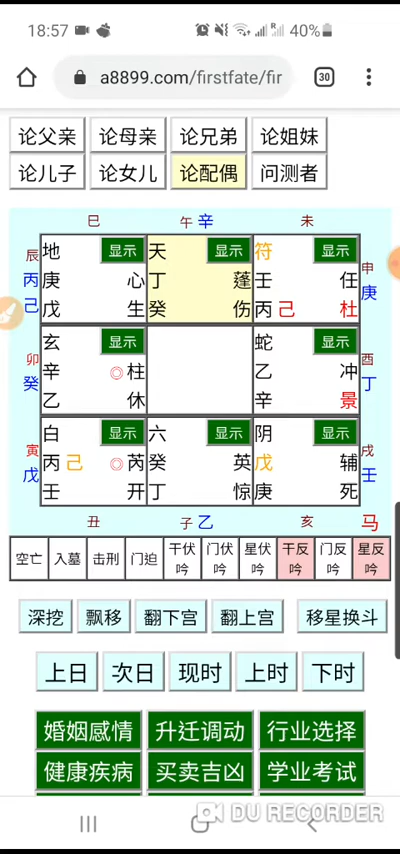 18:57 40%
a8899.com/firstfate/fir 30
论父亲 论母亲 论兄弟 论姐妹
论儿子 论女儿 论配偶 问测者
巳 午 辛 未
辰 丙 己 地 显示 天 显示 符 显示 申 庚
庚 心 丁 蓬 壬 任
戊 生 癸 伤 丙 己 杜
卯 癸 玄 显示 蛇 显示 酉 丁
辛 ◎ 柱 乙 冲
乙 休 辛 景
寅 戊 白 显示 六 显示 阴 显示 戌 壬
丙 己 ◎ 芮 癸 英 戊 辅
壬 开 丁 惊 庚 死
丑 子 乙 亥 马
空亡 入墓 击刑 门迫 干伏吟 门伏吟 星伏吟 干反吟 门反吟 星反吟
深挖 飘移 翻下宫 翻上宫 移星换斗
上日 次日 现时 上时 下时
婚姻感情 升迁调动 行业选择
健康疾病 买卖吉凶 学业考试
DU RECORDER